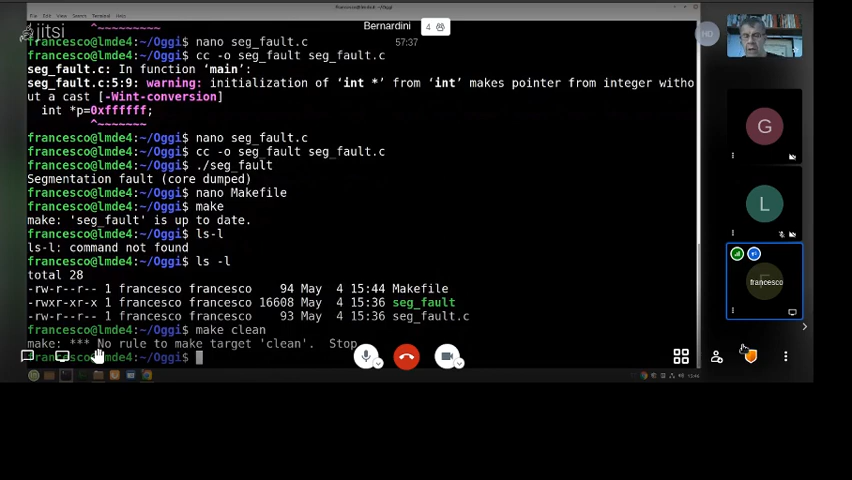 File Edit View Search Terminal Help
jitsi
Bernardini
4
57:37
^~~~~~~~
francesco@lmde4:~/Oggi$ nano seg_fault.c
francesco@lmde4:~/Oggi$ cc -o seg_fault seg_fault.c
seg_fault.c: In function ‘main’:
seg_fault.c:5:9: warning: initialization of ‘int *’ from ‘int’ makes pointer from integer witho
ut a cast [-Wint-conversion]
int *p=0xffffff;
^~~~~~~~
francesco@lmde4:~/Oggi$ nano seg_fault.c
francesco@lmde4:~/Oggi$ cc -o seg_fault seg_fault.c
francesco@lmde4:~/Oggi$ ./seg_fault
Segmentation fault (core dumped)
francesco@lmde4:~/Oggi$ nano Makefile
francesco@lmde4:~/Oggi$ make
make: 'seg_fault' is up to date.
francesco@lmde4:~/Oggi$ ls-l
ls-l: command not found
francesco@lmde4:~/Oggi$ ls -l
total 28
-rw-r--r-- 1 francesco francesco    94 May  4 15:44 Makefile
-rwxr-xr-x 1 francesco francesco 16608 May  4 15:36 seg_fault
-rw-r--r-- 1 francesco francesco    93 May  4 15:36 seg_fault.c
francesco@lmde4:~/Oggi$ make clean
make: *** No rule to make target 'clean'.  Stop
francesco@lmde4:~/Oggi$
G
L
francesco